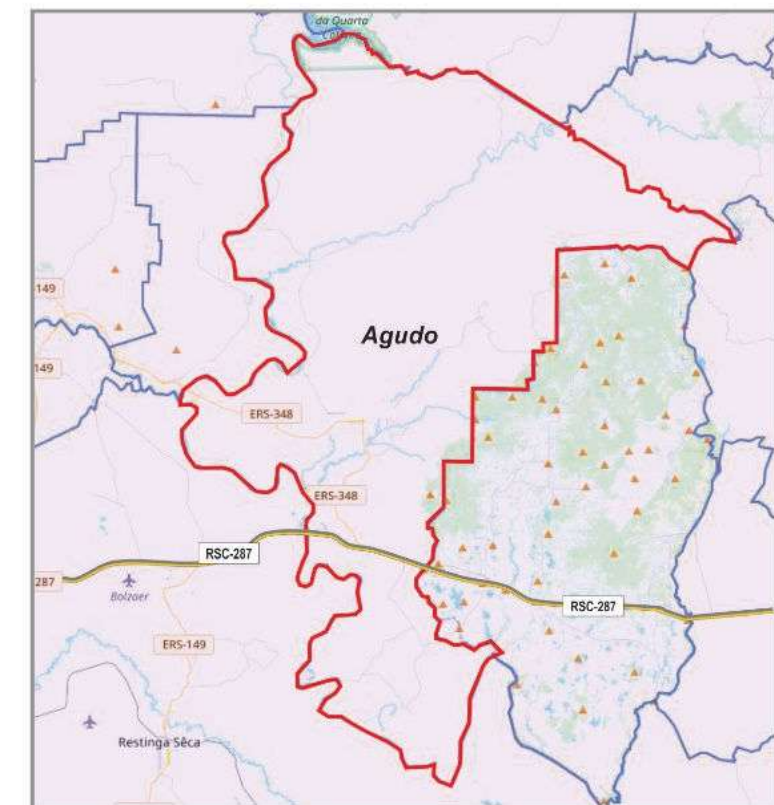 da Quarta
149
Agudo
149
ERS-348
ERS-348
RSC-287
287
Bolzaer
RSC-287
ERS-149
Restinga Sêca